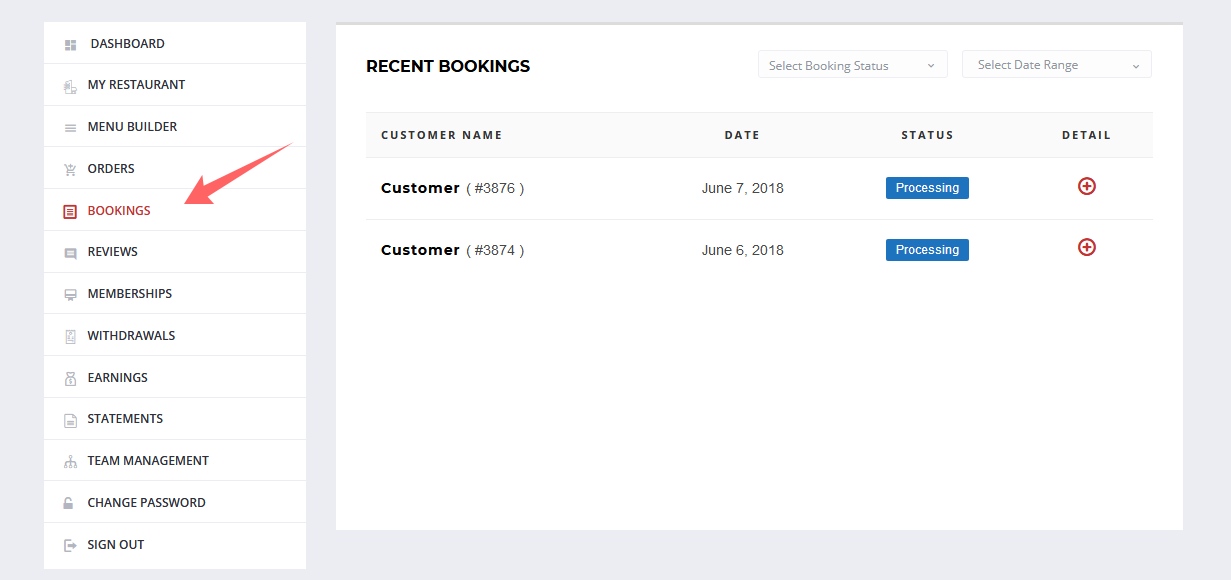 DASHBOARD
MY RESTAURANT
MENU BUILDER
ORDERS
BOOKINGS
REVIEWS
MEMBERSHIPS
WITHDRAWALS
EARNINGS
STATEMENTS
TEAM MANAGEMENT
CHANGE PASSWORD
SIGN OUT
RECENT BOOKINGS Select Booking Status Select Date Range
CUSTOMER NAME DATE STATUS DETAIL
Customer ( #3876 ) June 7, 2018 Processing
Customer ( #3874 ) June 6, 2018 Processing